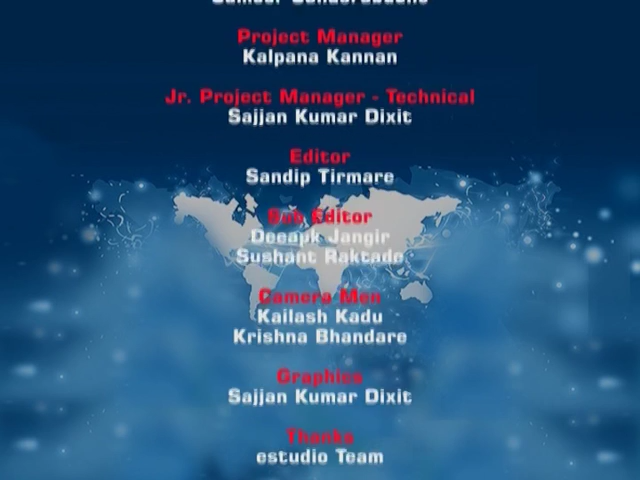 Project Manager
Kalpana Kannan
Jr. Project Manager - Technical
Sajjan Kumar Dixit
Editor
Sandip Tirmare
Sub Editor
Deeapk Jangir
Sushant Raktade
Camera Men
Kailash Kadu
Krishna Bhandare
Graphics
Sajjan Kumar Dixit
Thanks
estudio Team